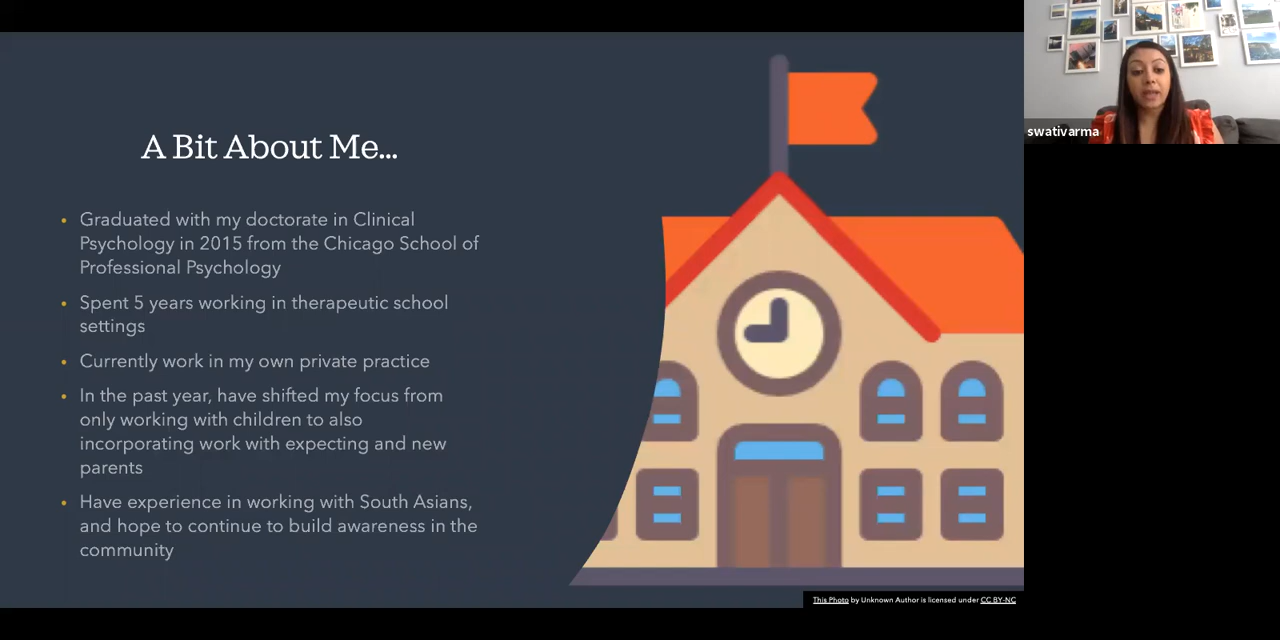 A Bit About Me...
• Graduated with my doctorate in Clinical
Psychology in 2015 from the Chicago School of
Professional Psychology
• Spent 5 years working in therapeutic school
settings
• Currently work in my own private practice
• In the past year, have shifted my focus from
only working with children to also
incorporating work with expecting and new
parents
• Have experience in working with South Asians,
and hope to continue to build awareness in the
community
This Photo by Unknown Author is licensed under CC BY-NC
swativarma